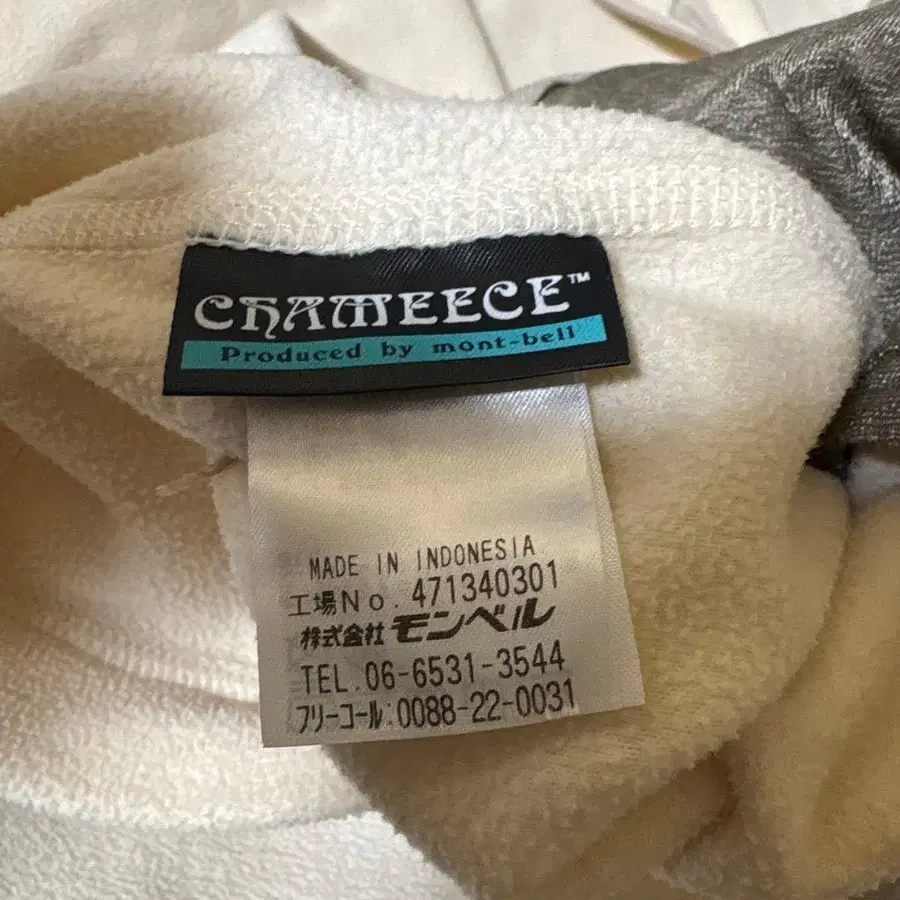 CHAMEECE™
Produced by mont-bell
MADE IN INDONESIA
工場No. 471340301
株式会社モンベル
TEL.06-6531-3544
フリーコール:0088-22-0031